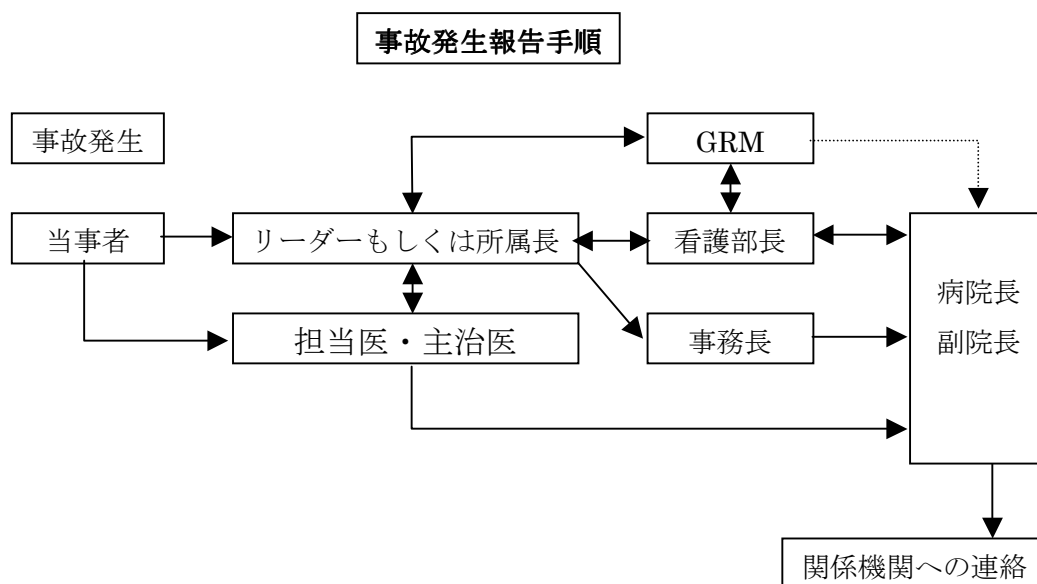 事故発生報告手順
事故発生
GRM
当事者
リーダーもしくは所属長
看護部長
病院長
副院長
担当医・主治医
事務長
関係機関への連絡